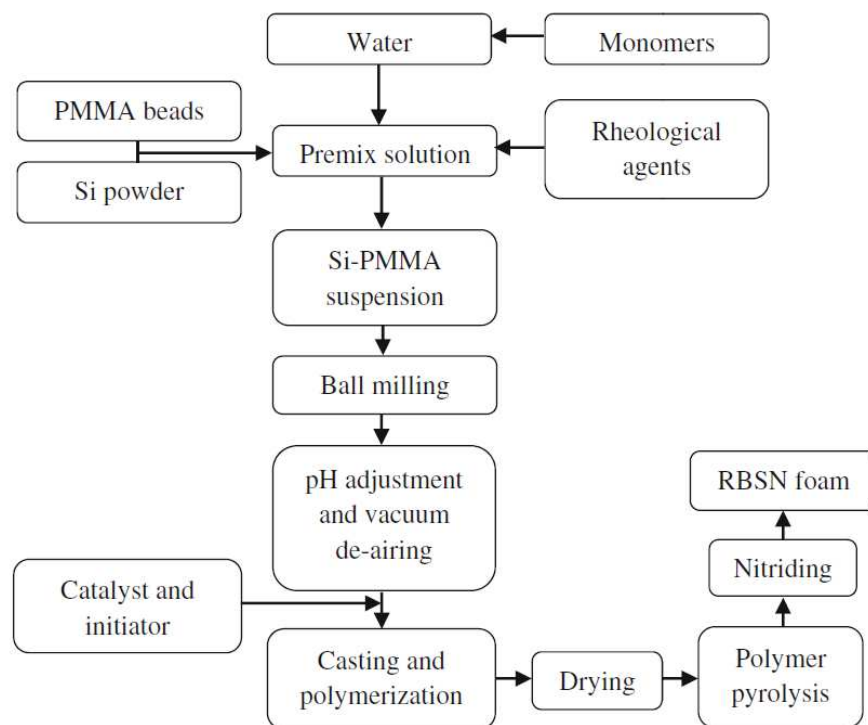 Water
Monomers
PMMA beads
Si powder
Premix solution
Rheological
agents
Si-PMMA
suspension
Ball milling
pH adjustment
and vacuum
de-airing
Catalyst and
initiator
Casting and
polymerization
Drying
Polymer
pyrolysis
Nitriding
RBSN foam